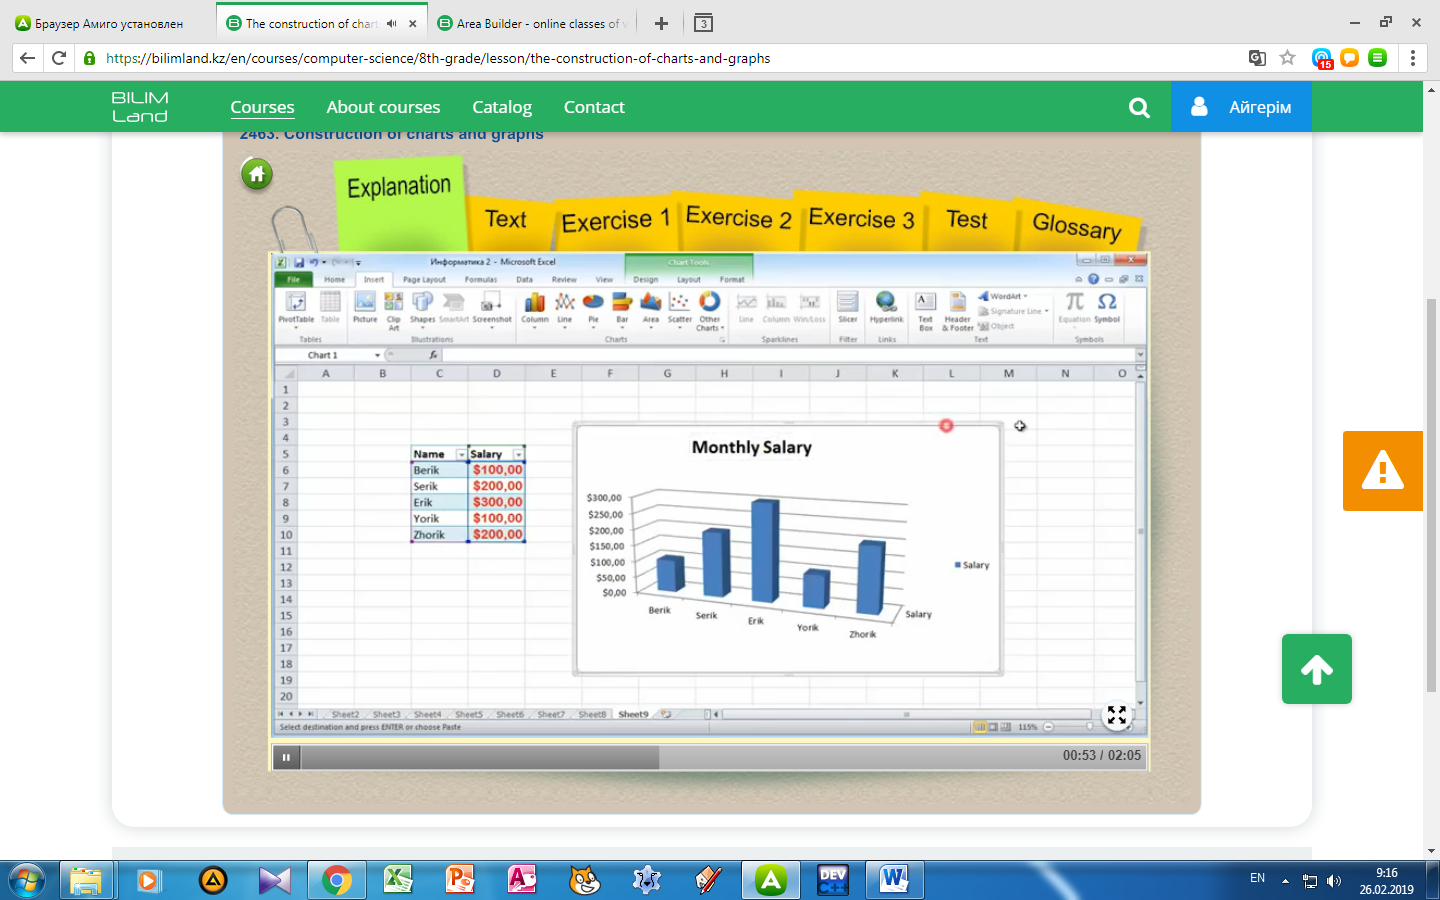 Браузер Амиго установлен
The construction of chart
Area Builder - online classes of v
3
https://bilimland.kz/en/courses/computer-science/8th-grade/lesson/the-construction-of-charts-and-graphs
15
BILIM
Land
Courses
About courses
Catalog
Contact
Айгерім
2463. Construction of charts and graphs
Explanation
Text
Exercise 1
Exercise 2
Exercise 3
Test
Glossary
Информатика 2 - Microsoft Excel
Chart Tools
File Home Insert Page Layout Formulas Data Review View Design Layout Format
PivotTable Table Picture Clip Art Shapes SmartArt Screenshot Column Line Pie Bar Area Scatter Other Charts Line Column Win/Loss Slicer Hyperlink Text Box Header & Footer WordArt Signature Line Object Equation Symbol
Tables Illustrations Charts Sparklines Filter Links Text Symbols
Chart 1
fx
A B C D E F G H I J K L M N O
1
2
3
4
5 Name Salary
6 Berik $100,00
7 Serik $200,00
8 Erik $300,00
9 Yorik $100,00
10 Zhorik $200,00
11
12
13
14
15
16
17
18
19
20
Monthly Salary
$300,00
$250,00
$200,00
$150,00
$100,00
$50,00
$0,00
Berik
Serik
Erik
Yorik
Zhorik
Salary
Salary
Sheet2 Sheet3 Sheet4 Sheet5 Sheet6 Sheet7 Sheet8 Sheet9
Select destination and press ENTER or choose Paste
115%
00:53 / 02:05
DEV
C++
EN
9:16
26.02.2019